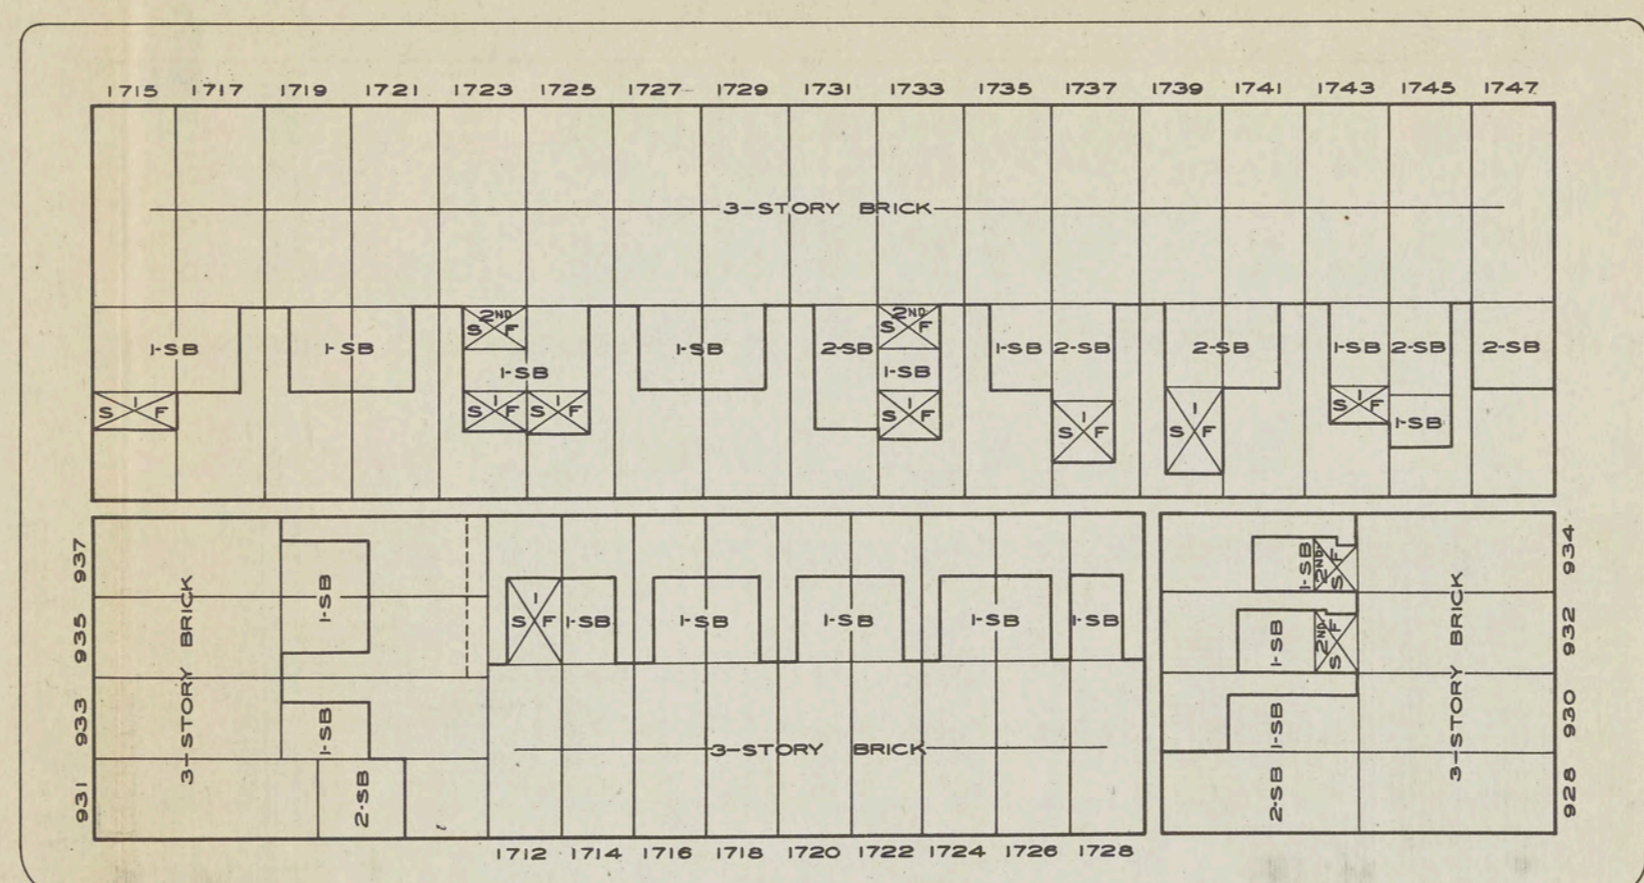 1715 1717 1719 1721 1723 1725 1727 1729 1731 1733 1735 1737 1739 1741 1743 1745 1747
3-STORY BRICK
2ND S F
2ND S F
1-SB 1-SB 1-SB 2-SB 1-SB 2-SB 2-SB 1-SB 2-SB 2-SB
1-SB 1-SB
1 S F
1 S F
1 S F
1 S F
1 S F
1 S F
1 S F
1-SB
937
935
933
931
3-STORY BRICK
1-SB
1-SB
2-SB
1 S F
1-SB 1-SB 1-SB 1-SB 1-SB
3-STORY BRICK
1712 1714 1716 1718 1720 1722 1724 1726 1728
1-SB 2ND S F
1-SB 2ND S F
1-SB
2-SB
3-STORY BRICK
934
932
930
928